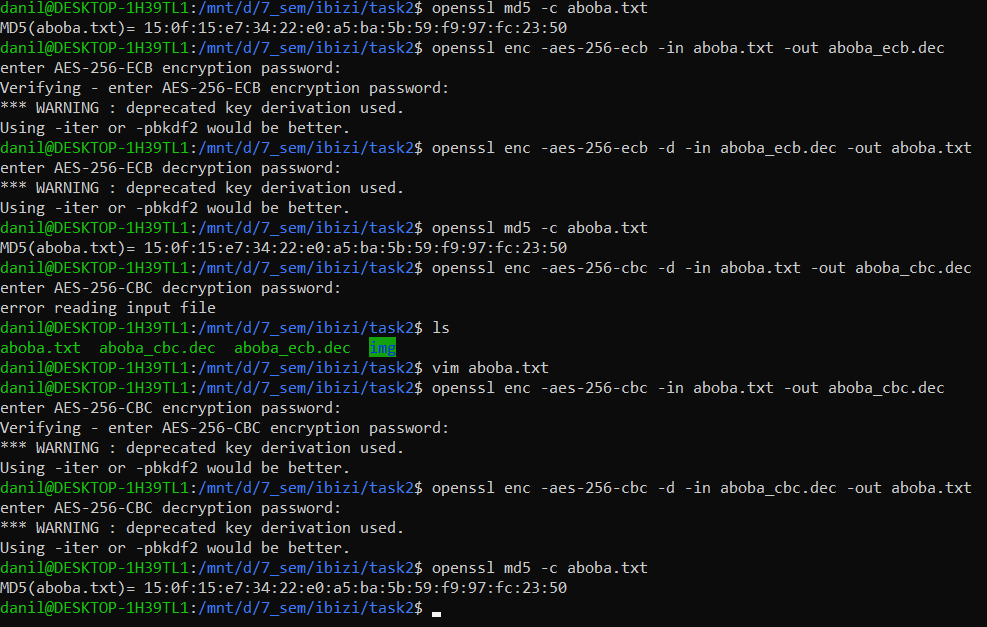 danil@DESKTOP-1H39TL1:/mnt/d/7_sem/ibizi/task2$ openssl md5 -c aboba.txt
MD5(aboba.txt)= 15:0f:15:e7:34:22:e0:a5:ba:5b:59:f9:97:fc:23:50
danil@DESKTOP-1H39TL1:/mnt/d/7_sem/ibizi/task2$ openssl enc -aes-256-ecb -in aboba.txt -out aboba_ecb.dec
enter AES-256-ECB encryption password:
Verifying - enter AES-256-ECB encryption password:
*** WARNING : deprecated key derivation used.
Using -iter or -pbkdf2 would be better.
danil@DESKTOP-1H39TL1:/mnt/d/7_sem/ibizi/task2$ openssl enc -aes-256-ecb -d -in aboba_ecb.dec -out aboba.txt
enter AES-256-ECB decryption password:
*** WARNING : deprecated key derivation used.
Using -iter or -pbkdf2 would be better.
danil@DESKTOP-1H39TL1:/mnt/d/7_sem/ibizi/task2$ openssl md5 -c aboba.txt
MD5(aboba.txt)= 15:0f:15:e7:34:22:e0:a5:ba:5b:59:f9:97:fc:23:50
danil@DESKTOP-1H39TL1:/mnt/d/7_sem/ibizi/task2$ openssl enc -aes-256-cbc -d -in aboba.txt -out aboba_cbc.dec
enter AES-256-CBC decryption password:
error reading input file
danil@DESKTOP-1H39TL1:/mnt/d/7_sem/ibizi/task2$ ls
aboba.txt  aboba_cbc.dec  aboba_ecb.dec  img
danil@DESKTOP-1H39TL1:/mnt/d/7_sem/ibizi/task2$ vim aboba.txt
danil@DESKTOP-1H39TL1:/mnt/d/7_sem/ibizi/task2$ openssl enc -aes-256-cbc -in aboba.txt -out aboba_cbc.dec
enter AES-256-CBC encryption password:
Verifying - enter AES-256-CBC encryption password:
*** WARNING : deprecated key derivation used.
Using -iter or -pbkdf2 would be better.
danil@DESKTOP-1H39TL1:/mnt/d/7_sem/ibizi/task2$ openssl enc -aes-256-cbc -d -in aboba_cbc.dec -out aboba.txt
enter AES-256-CBC decryption password:
*** WARNING : deprecated key derivation used.
Using -iter or -pbkdf2 would be better.
danil@DESKTOP-1H39TL1:/mnt/d/7_sem/ibizi/task2$ openssl md5 -c aboba.txt
MD5(aboba.txt)= 15:0f:15:e7:34:22:e0:a5:ba:5b:59:f9:97:fc:23:50
danil@DESKTOP-1H39TL1:/mnt/d/7_sem/ibizi/task2$